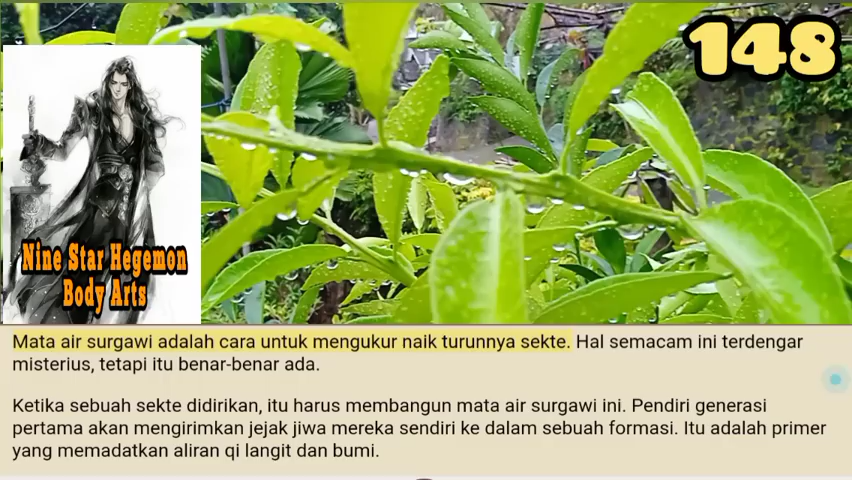 148
Nine Star Hegemon
Body Arts
Mata air surgawi adalah cara untuk mengukur naik turunnya sekte. Hal semacam ini terdengar
misterius, tetapi itu benar-benar ada.
Ketika sebuah sekte didirikan, itu harus membangun mata air surgawi ini. Pendiri generasi
pertama akan mengirimkan jejak jiwa mereka sendiri ke dalam sebuah formasi. Itu adalah primer
yang memadatkan aliran qi langit dan bumi.